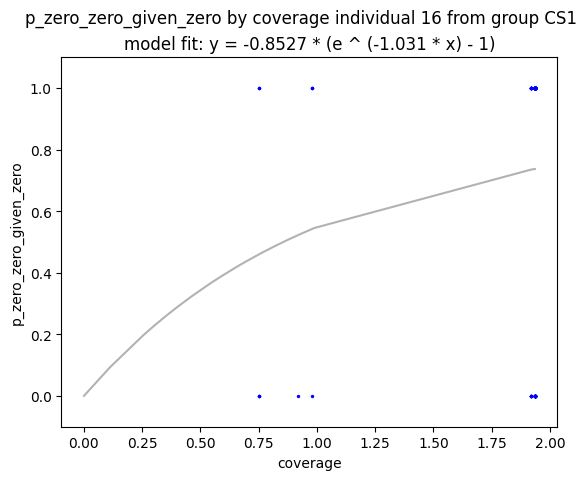 p_zero_zero_given_zero by coverage individual 16 from group CS1
model fit: y = -0.8527 * (e ^ (-1.031 * x) - 1)
1.0
0.8
0.6
0.4
0.2
0.0
p_zero_zero_given_zero
0.00 0.25 0.50 0.75 1.00 1.25 1.50 1.75 2.00
coverage